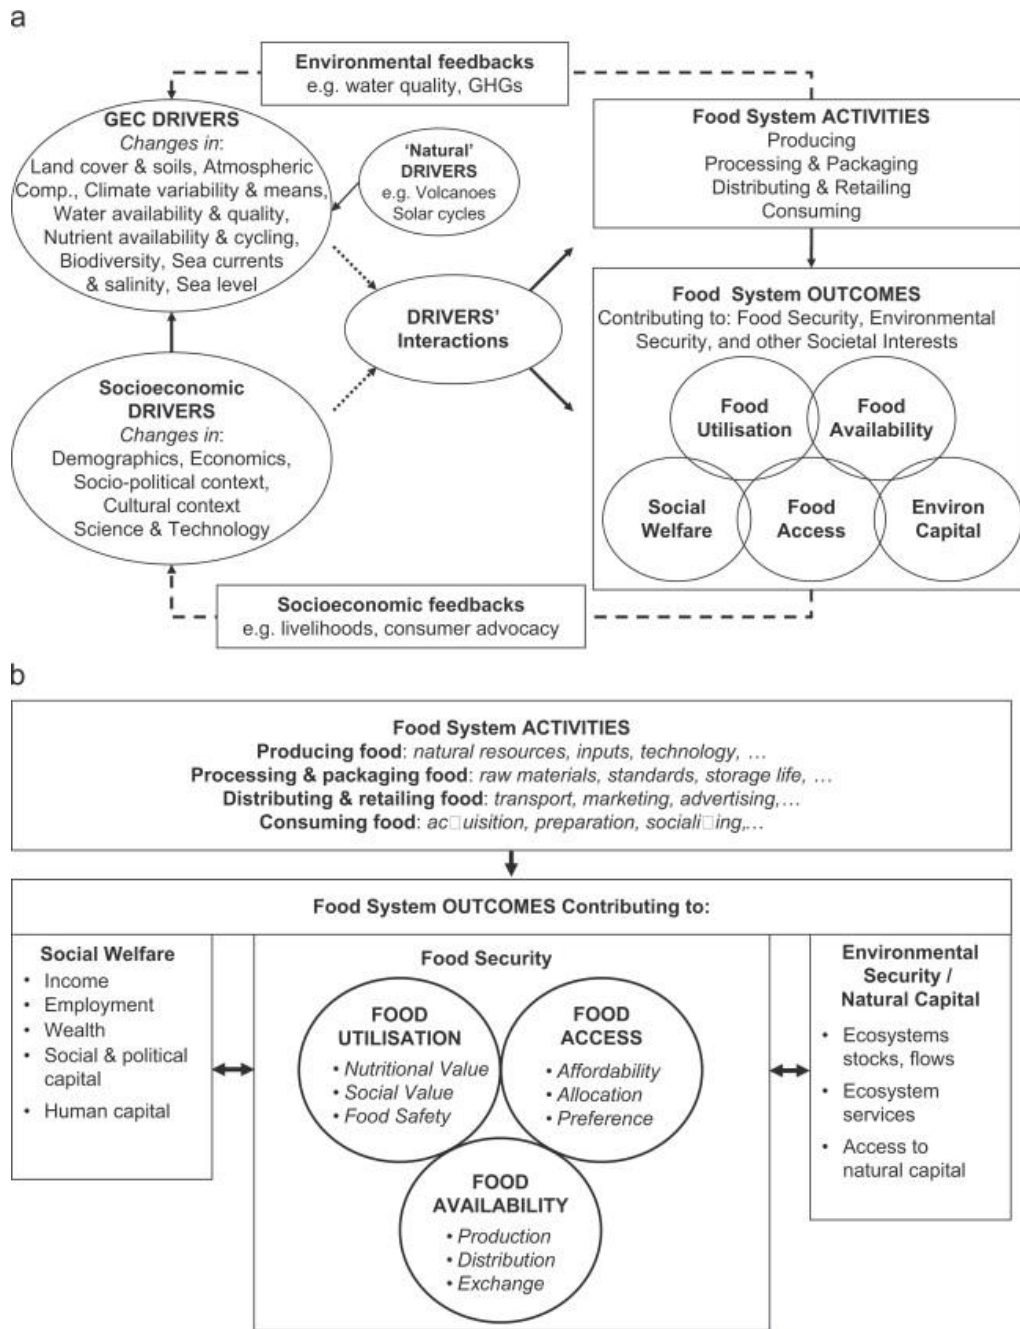 a
Environmental feedbacks
e.g. water quality, GHGs
GEC DRIVERS
Changes in:
Land cover & soils, Atmospheric
Comp., Climate variability & means,
Water availability & quality,
Nutrient availability & cycling,
Biodiversity, Sea currents
& salinity, Sea level
'Natural'
DRIVERS
e.g. Volcanoes
Solar cycles
Food System ACTIVITIES
Producing
Processing & Packaging
Distributing & Retailing
Consuming
DRIVERS'
Interactions
Food System OUTCOMES
Contributing to: Food Security, Environmental
Security, and other Societal Interests
Food
Utilisation
Food
Availability
Social
Welfare
Food
Access
Environ
Capital
Socioeconomic
DRIVERS
Changes in:
Demographics, Economics,
Socio-political context,
Cultural context
Science & Technology
Socioeconomic feedbacks
e.g. livelihoods, consumer advocacy
b
Food System ACTIVITIES
Producing food: natural resources, inputs, technology, …
Processing & packaging food: raw materials, standards, storage life, …
Distributing & retailing food: transport, marketing, advertising,…
Consuming food: ac□uisition, preparation, sociali□ing,…
Food System OUTCOMES Contributing to:
Social Welfare
• Income
• Employment
• Wealth
• Social & political
capital
• Human capital
Food Security
FOOD
UTILISATION
• Nutritional Value
• Social Value
• Food Safety
FOOD
ACCESS
• Affordability
• Allocation
• Preference
FOOD
AVAILABILITY
• Production
• Distribution
• Exchange
Environmental
Security /
Natural Capital
• Ecosystems
stocks, flows
• Ecosystem
services
• Access to
natural capital